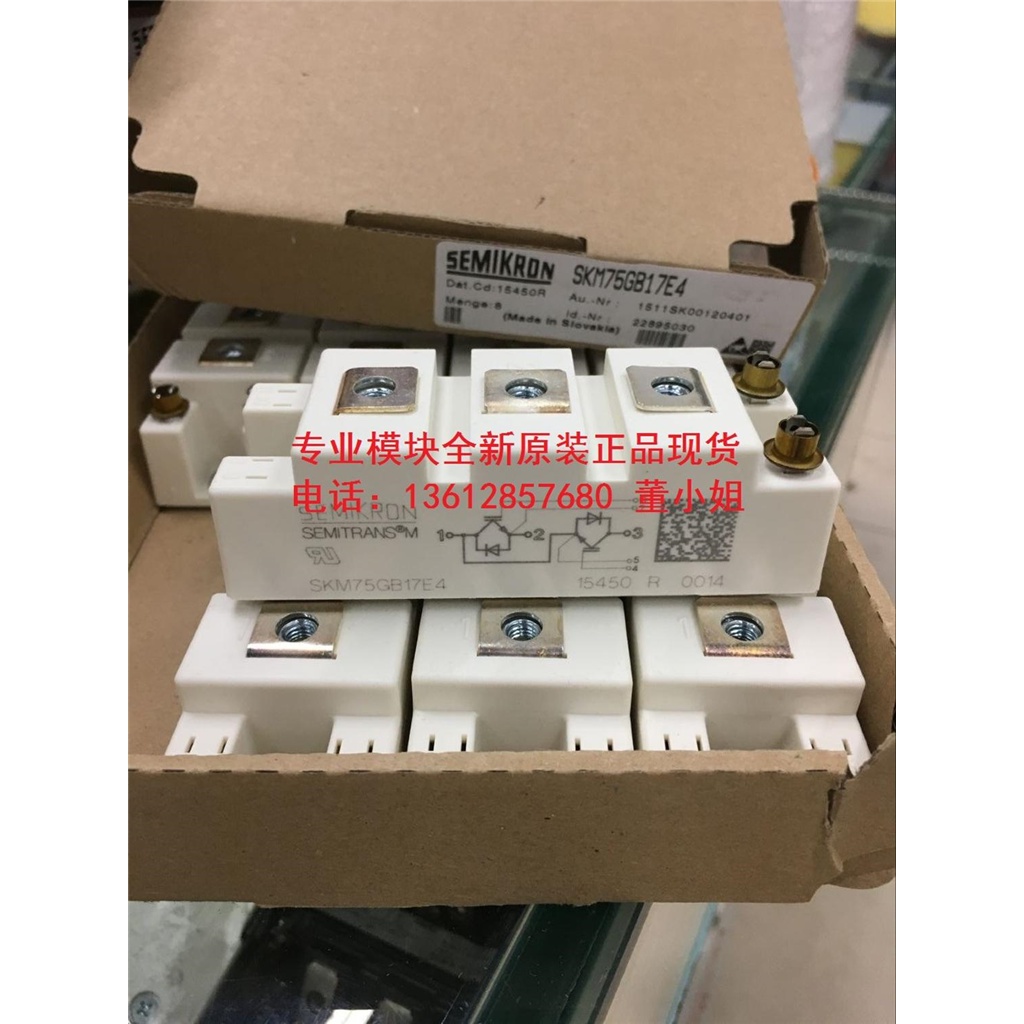 SEMIKRON SKM75GB17E4
Dat.Cd:15450R Au.-Nr : 1511SK00120401
Menge:8 id.-Nr : 22895030
(Made in Slovakia)
专业模块全新原装正品现货
电话：13612857680 董小姐
SEMIKRON
SEMITRANS®M
1 2 3
5
4
SKM75GB17E4 15450 R 0014